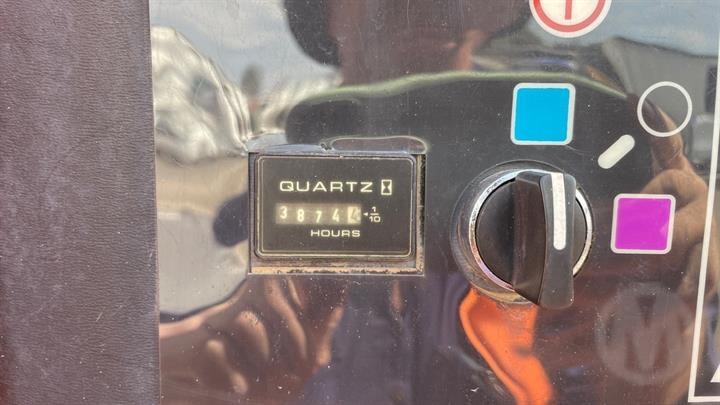 QUARTZ
38744 1/10
HOURS
M